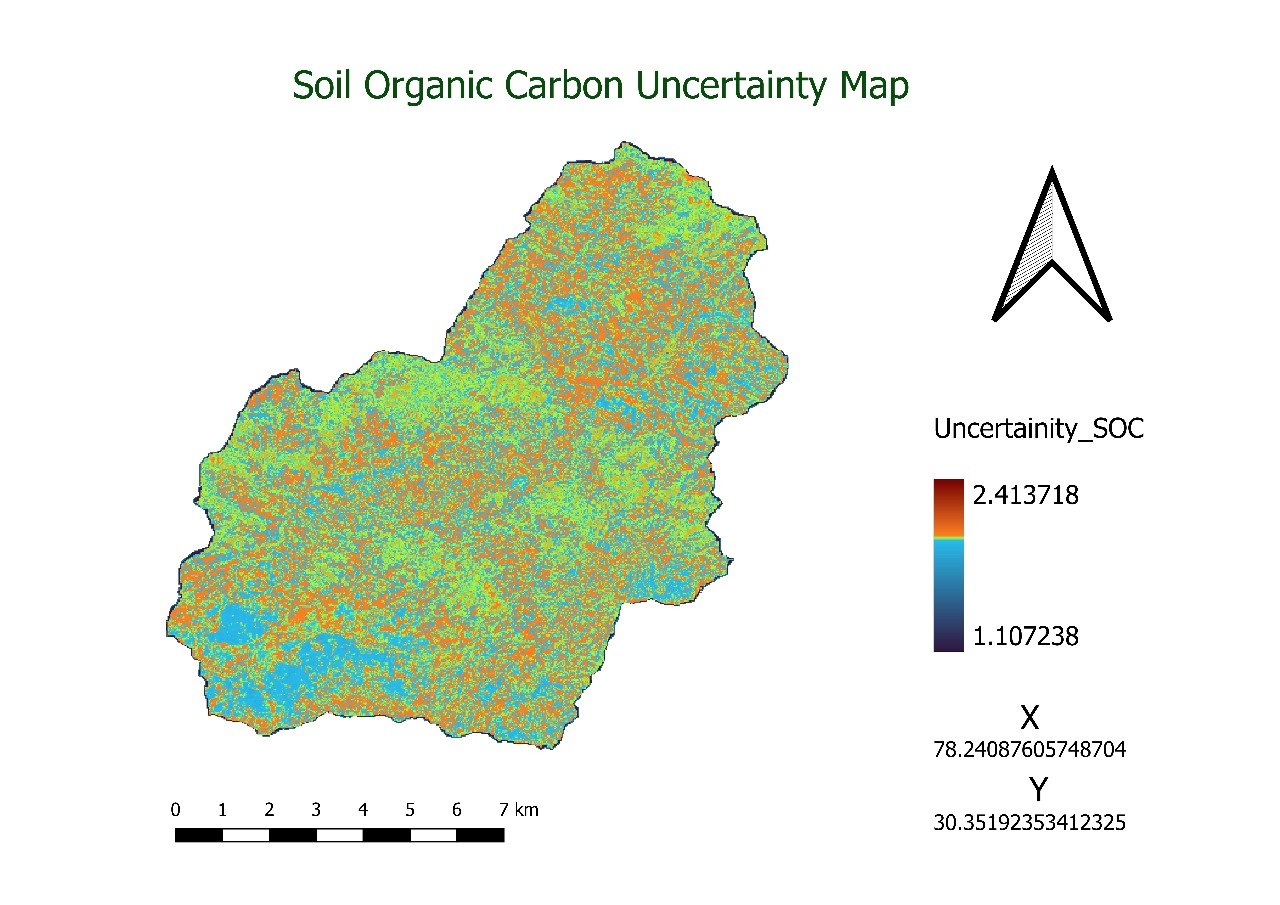 Soil Organic Carbon Uncertainty Map
Uncertainity_SOC
2.413718
1.107238
X
78.24087605748704
Y
30.35192353412325
0 1 2 3 4 5 6 7 km